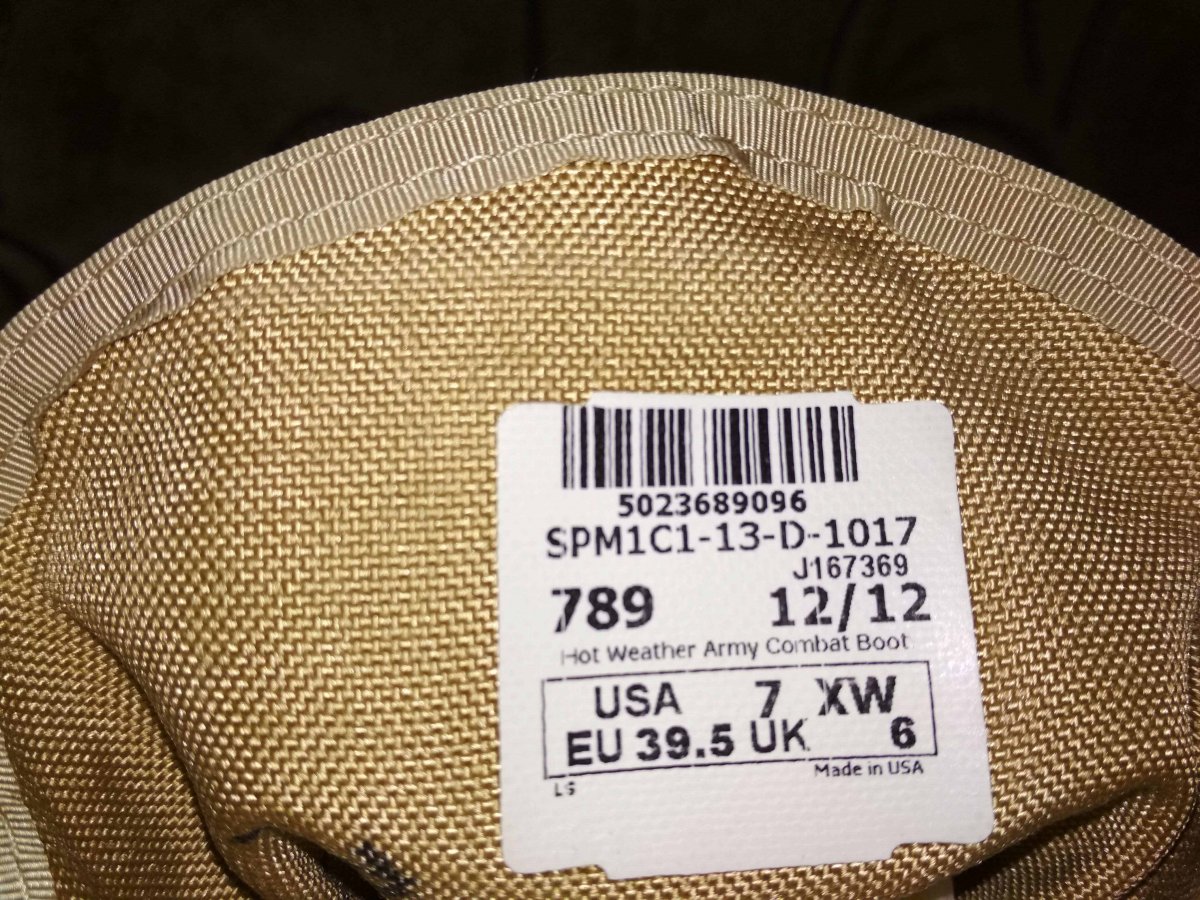 5023689096
SPM1C1-13-D-1017
J167369
789 12/12
Hot Weather Army Combat Boot
USA 7 XW
EU 39.5 UK 6
Made in USA